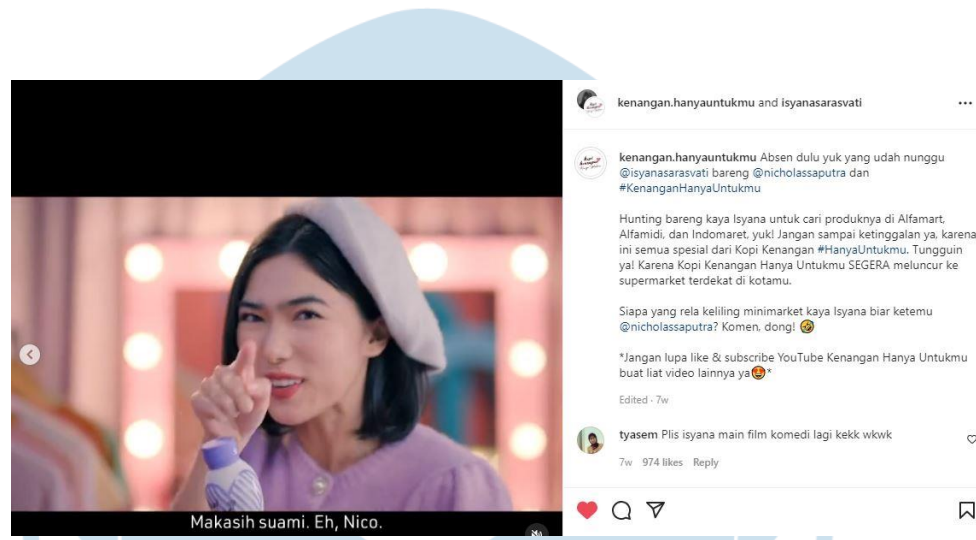 kenangan.hanyauntukmu and isyanasarasvati
kenangan.hanyauntukmu Absen dulu yuk yang udah nunggu
@isyanasarasvati bareng @nicholassaputra dan
#KenanganHanyaUntukmu
Hunting bareng kaya Isyana untuk cari produknya di Alfamart,
Alfamidi, dan Indomaret, yuk! Jangan sampai ketinggalan ya, karena
ini semua spesial dari Kopi Kenangan #HanyaUntukmu. Tungguin
ya! Karena Kopi Kenangan Hanya Untukmu SEGERA meluncur ke
supermarket terdekat di kotamu.
Siapa yang rela keliling minimarket kaya Isyana biar ketemu
@nicholassaputra? Komen, dong! 🤣
*Jangan lupa like & subscribe YouTube Kenangan Hanya Untukmu
buat liat video lainnya ya🤩*
Edited · 7w
tyasem Plis isyana main film komedi lagi kekk wkwk
7w 974 likes Reply
Makasih suami. Eh, Nico.